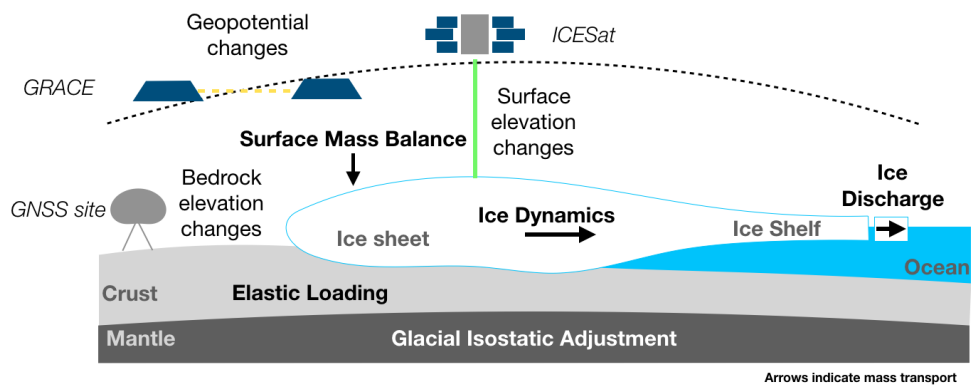 Geopotential
changes
ICESat
GRACE
Surface
elevation
changes
Surface Mass Balance
Bedrock
elevation
changes
GNSS site
Ice
Discharge
Ice Dynamics
Ice sheet
Ice Shelf
Ocean
Crust
Elastic Loading
Mantle
Glacial Isostatic Adjustment
Arrows indicate mass transport